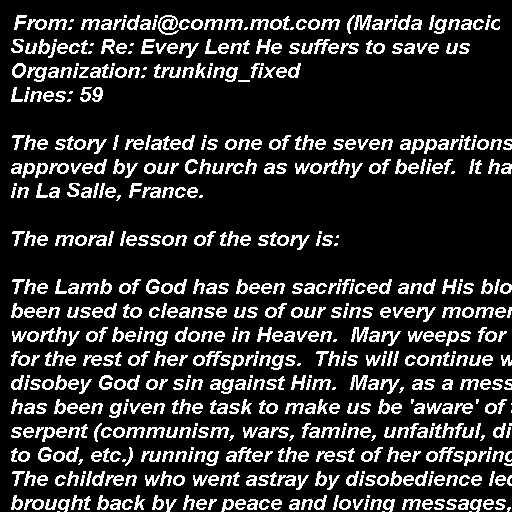 From: maridai@comm.mot.com (Marida Ignacio
Subject: Re: Every Lent He suffers to save us
Organization: trunking_fixed
Lines: 59

The story I related is one of the seven apparitions
approved by our Church as worthy of belief.  It ha
in La Salle, France.

The moral lesson of the story is:

The Lamb of God has been sacrificed and His blo
been used to cleanse us of our sins every momen
worthy of being done in Heaven.  Mary weeps for
for the rest of her offsprings.  This will continue w
disobey God or sin against Him.  Mary, as a mess
has been given the task to make us be 'aware' of
serpent (communism, wars, famine, unfaithful, di
to God, etc.) running after the rest of her offspring
The children who went astray by disobedience led
brought back by her peace and loving messages,